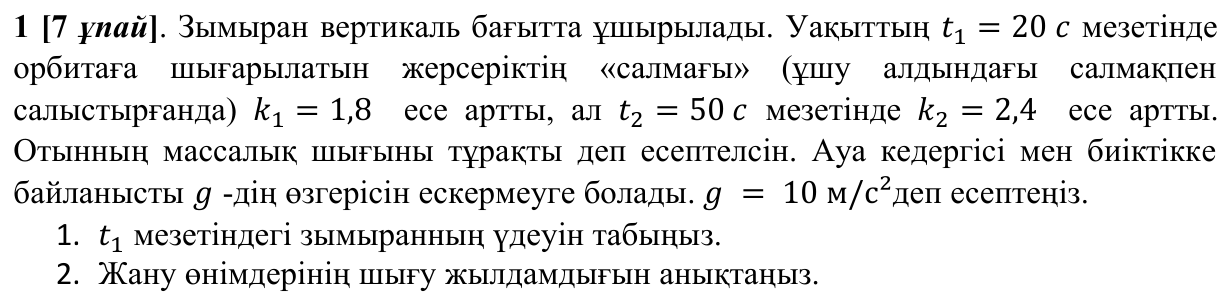 1 [7 ұпай]. Зымыран вертикаль бағытта ұшырылады. Уақыттың t₁ = 20 с мезетінде
орбитаға шығарылатын жерсеріктің «салмағы» (ұшу алдындағы салмақпен
салыстырғанда) k₁ = 1,8 есе артты, ал t₂ = 50 с мезетінде k₂ = 2,4 есе артты.
Отынның массалық шығыны тұрақты деп есептелсін. Ауа кедергісі мен биіктікке
байланысты g -дің өзгерісін ескермеуге болады. g = 10 м/с² деп есептеңіз.
1. t₁ мезетіндегі зымыранның үдеуін табыңыз.
2. Жану өнімдерінің шығу жылдамдығын анықтаңыз.